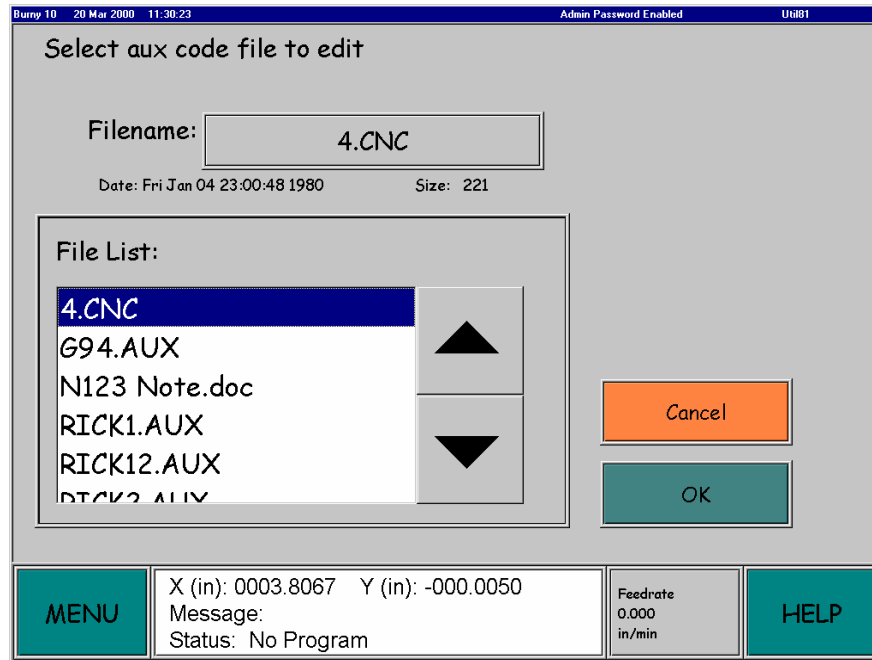 Burny 10 20 Mar 2000 11:30:23 Admin Password Enabled Util81
Select aux code file to edit
Filename: 4.CNC
Date: Fri Jan 04 23:00:48 1980 Size: 221
File List:
4.CNC
G94.AUX
N123 Note.doc
RICK1.AUX
RICK12.AUX
RICK2.AUX
Cancel
OK
MENU
X (in): 0003.8067 Y (in): -000.0050
Message:
Status: No Program
Feedrate
0.000
in/min
HELP